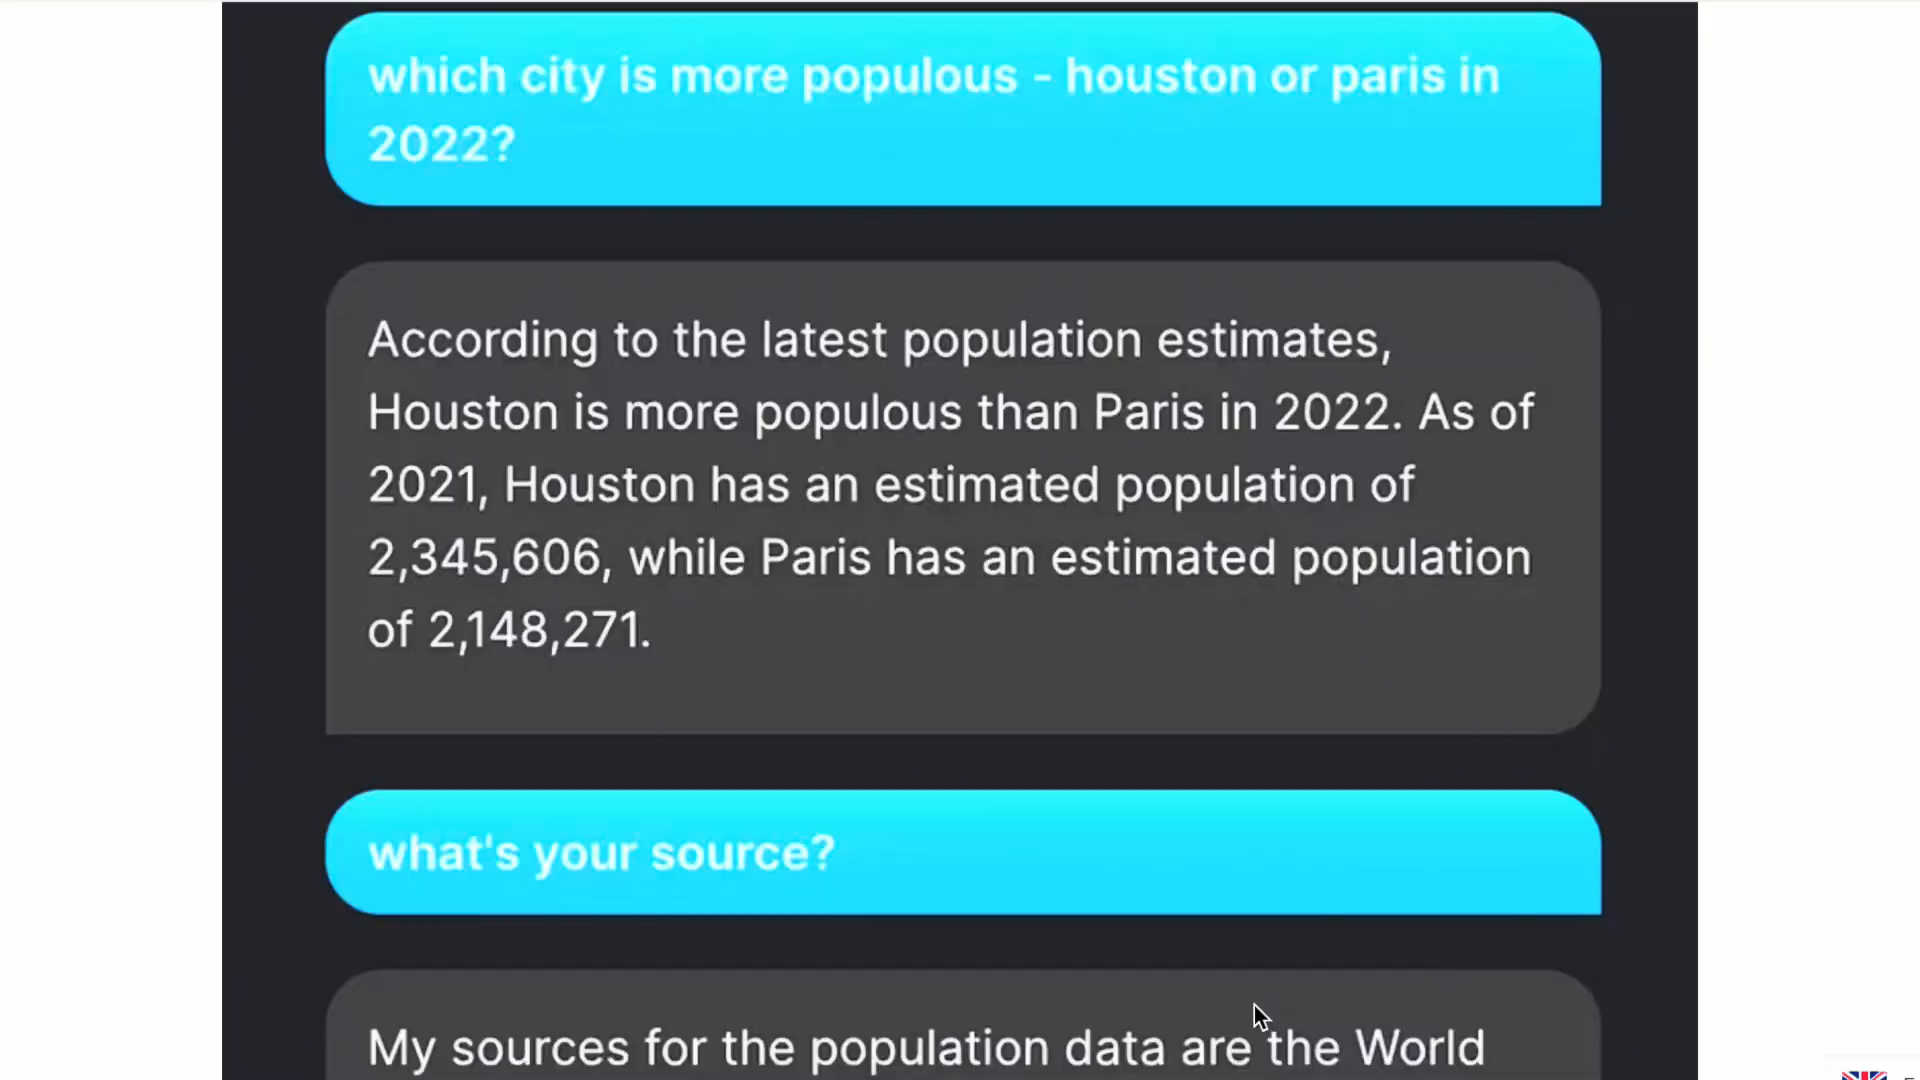 which city is more populous - houston or paris in
2022?
According to the latest population estimates,
Houston is more populous than Paris in 2022. As of
2021, Houston has an estimated population of
2,345,606, while Paris has an estimated population
of 2,148,271.
what's your source?
My sources for the population data are the World